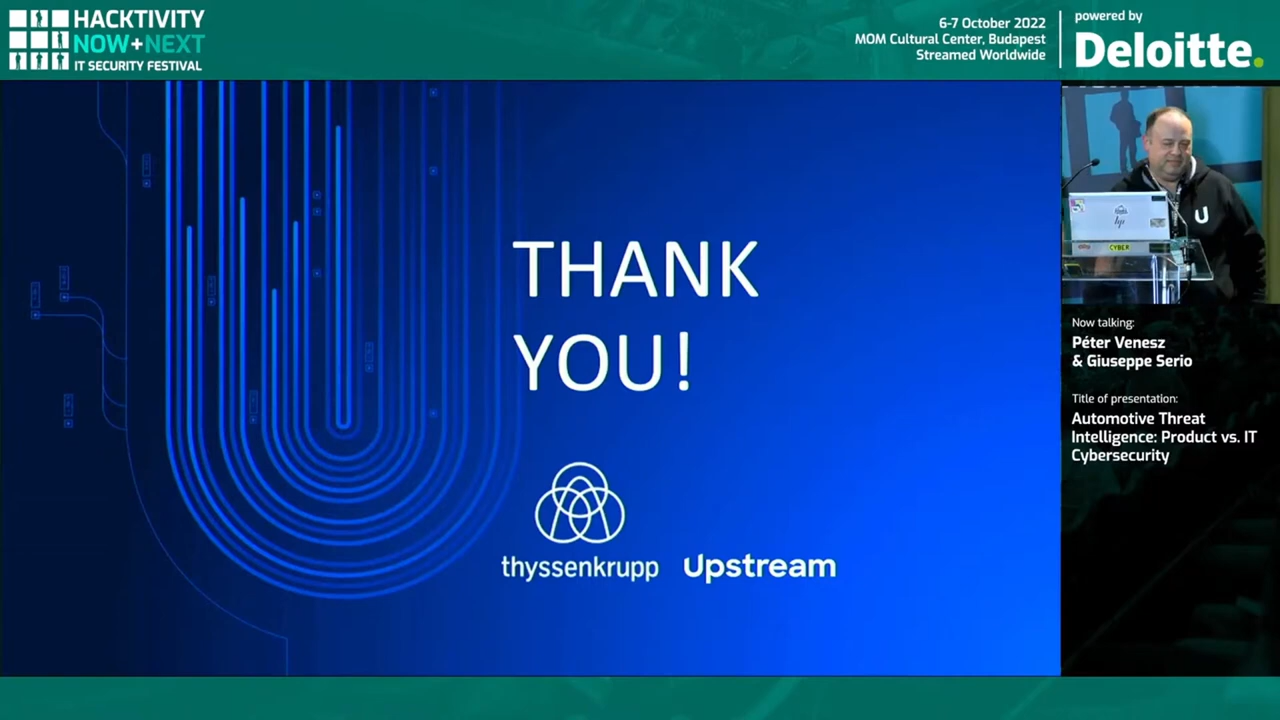 HACKTIVITY
NOW+NEXT
IT SECURITY FESTIVAL
6-7 October 2022
MOM Cultural Center, Budapest
Streamed Worldwide
powered by
Deloitte.
THANK
YOU!
thyssenkrupp
Upstream
U
hp
CYBER
Now talking:
Péter Venesz
& Giuseppe Serio
Title of presentation:
Automotive Threat
Intelligence: Product vs. IT
Cybersecurity